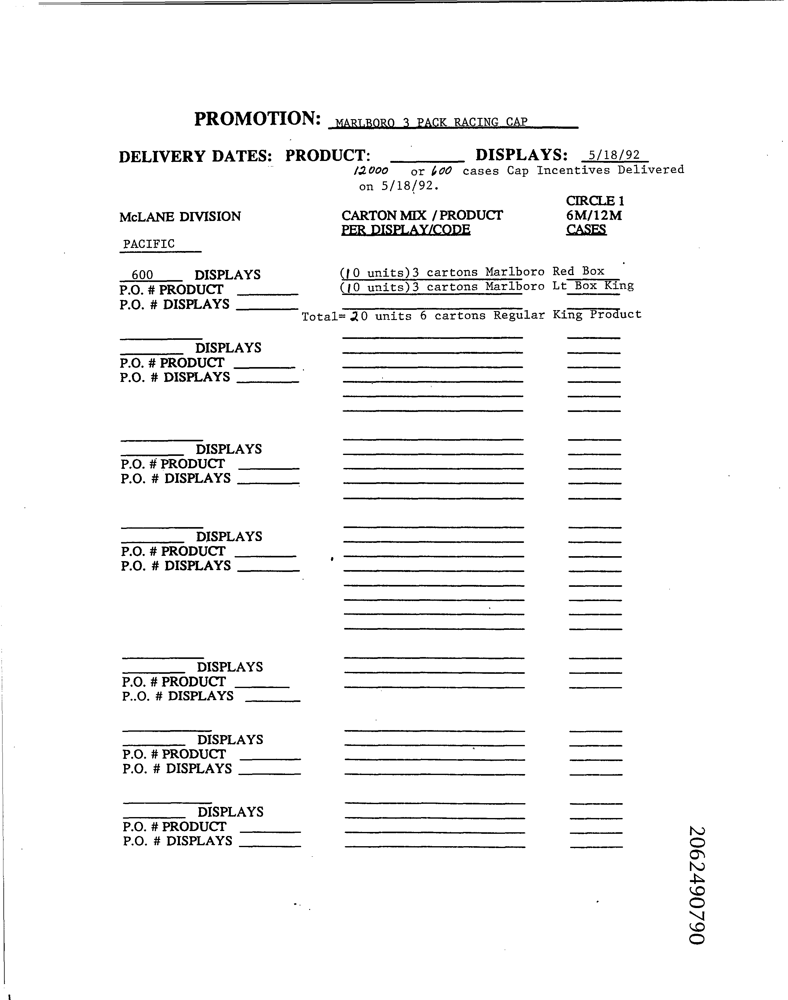 PROMOTION: MARLBORO 3 PACK RACING CAP
DELIVERY DATES: PRODUCT: ________ DISPLAYS: 5/18/92
12000 or 600 cases Cap Incentives Delivered
on 5/18/92.
CIRCLE 1
McLANE DIVISION CARTON MIX / PRODUCT 6M/12M
PER DISPLAY/CODE CASES
PACIFIC
600 DISPLAYS (10 units)3 cartons Marlboro Red Box
P.O. # PRODUCT (10 units)3 cartons Marlboro Lt Box King
P.O. # DISPLAYS
Total= 20 units 6 cartons Regular King Product
DISPLAYS
P.O. # PRODUCT
P.O. # DISPLAYS
DISPLAYS
P.O. # PRODUCT
P.O. # DISPLAYS
DISPLAYS
P.O. # PRODUCT
P.O. # DISPLAYS
DISPLAYS
P.O. # PRODUCT
P..O. # DISPLAYS
DISPLAYS
P.O. # PRODUCT
P.O. # DISPLAYS
DISPLAYS
P.O. # PRODUCT
P.O. # DISPLAYS
2062490790